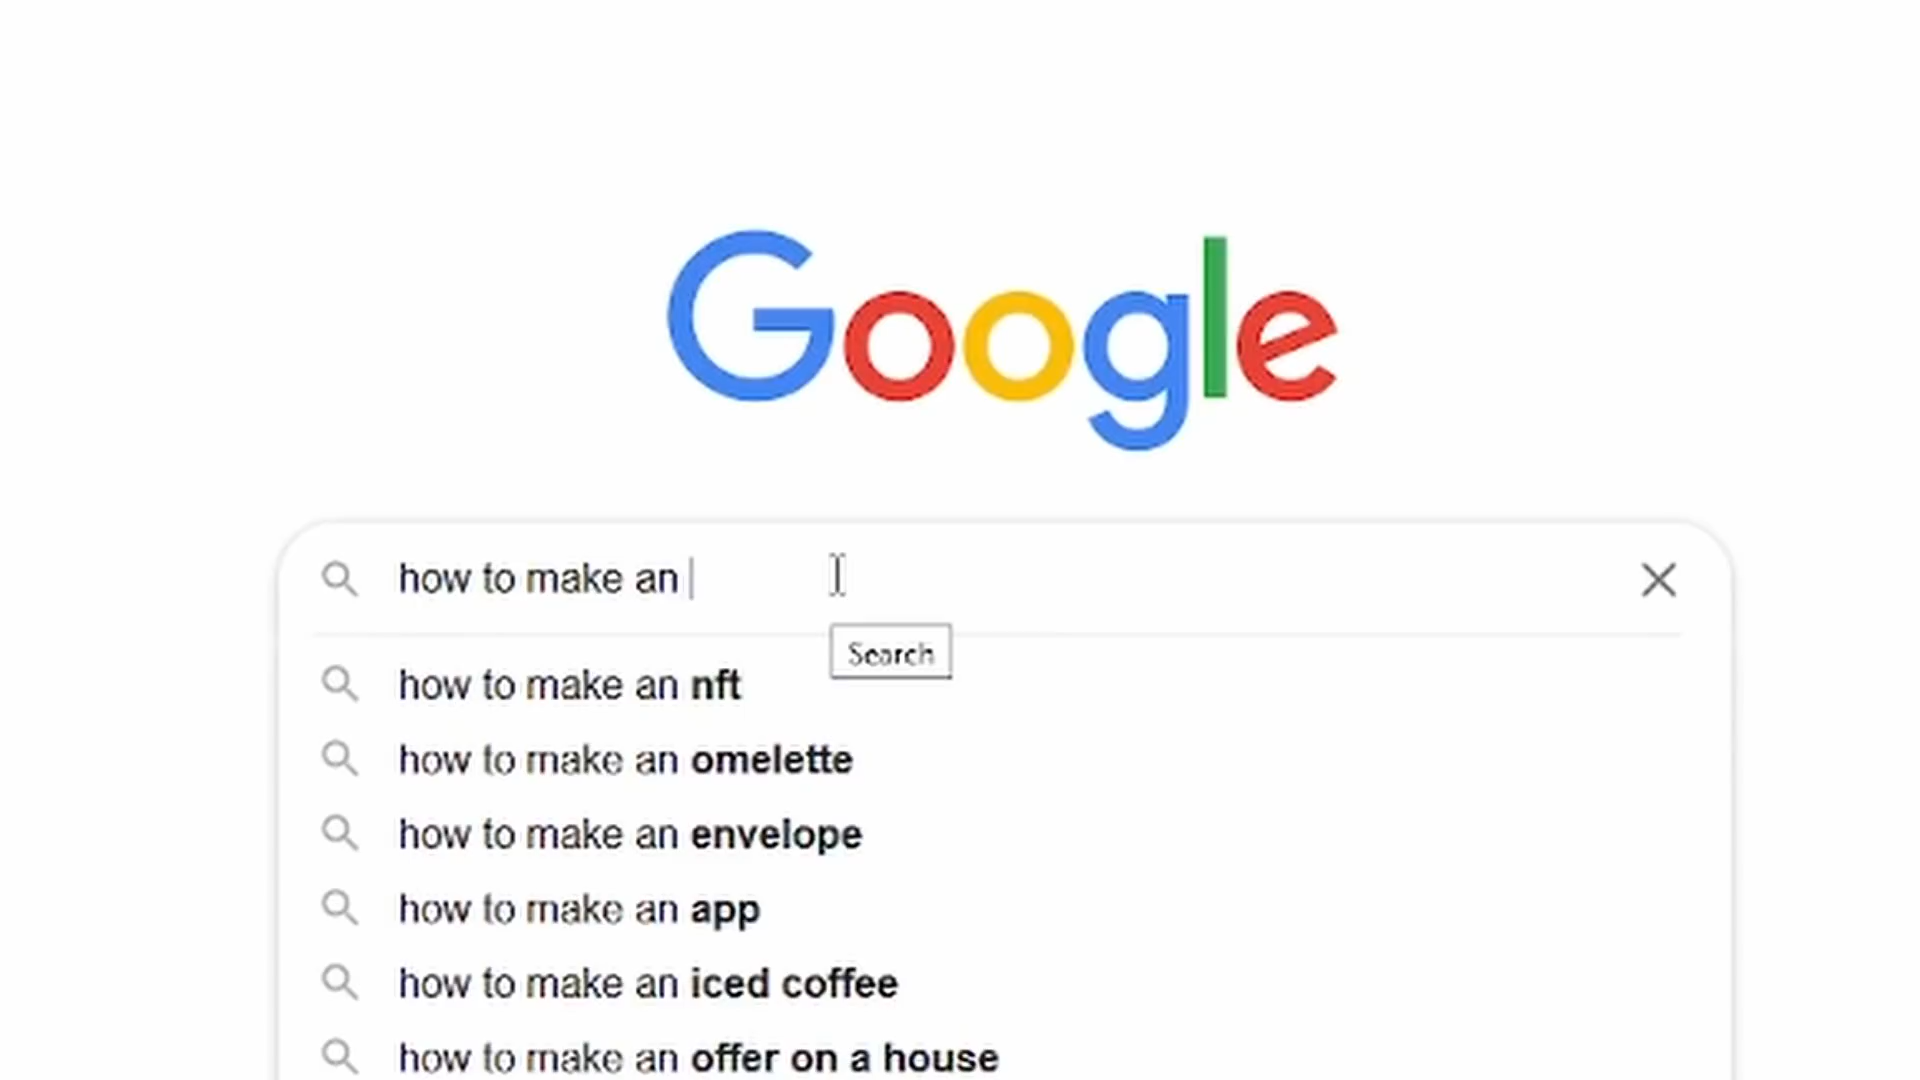 Google
how to make an
Search
how to make an nft
how to make an omelette
how to make an envelope
how to make an app
how to make an iced coffee
how to make an offer on a house